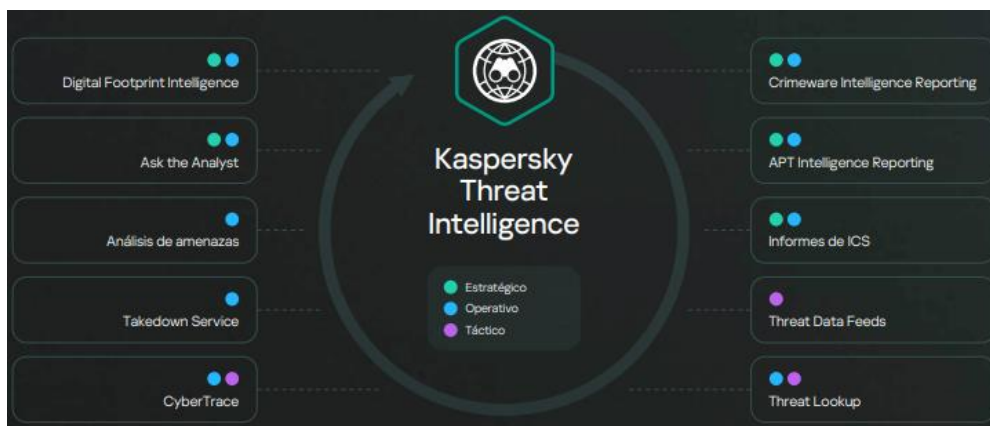 Digital Footprint Intelligence
Ask the Analyst
Análisis de amenazas
Takedown Service
CyberTrace
Kaspersky
Threat
Intelligence
Estratégico
Operativo
Táctico
Crimeware Intelligence Reporting
APT Intelligence Reporting
Informes de ICS
Threat Data Feeds
Threat Lookup